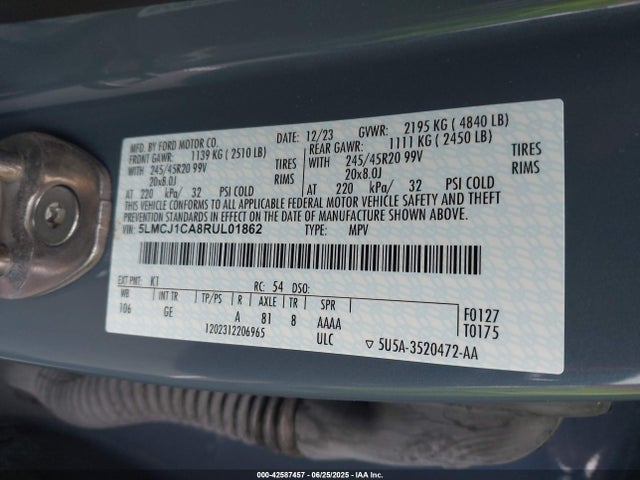 MFD. BY FORD MOTOR CO.
DATE: 12/23 GVWR: 2195 KG ( 4840 LB)
FRONT GAWR: 1139 KG ( 2510 LB) REAR GAWR: 1111 KG ( 2450 LB)
WITH 245/45R20 99V TIRES WITH 245/45R20 99V TIRES
20x8.0J RIMS 20x8.0J RIMS
AT 220 kPa/ 32 PSI COLD AT 220 kPa/ 32 PSI COLD
THIS VEHICLE CONFORMS TO ALL APPLICABLE FEDERAL MOTOR VEHICLE SAFETY AND THEFT
PREVENTION STANDARDS IN EFFECT ON THE DATE OF MANUFACTURE SHOWN ABOVE.
VIN: 5LMCJ1CA8RUL01862 TYPE: MPV
EXT PNT: K1 RC: 54 DSO:
WB INT TR TP/PS R AXLE TR SPR F0127
106 GE A 81 8 AAAA T0175
1202312206965 ULC ▽ 5U5A-3520472-AA
000-42587457 - 06/25/2025 - IAA Inc.